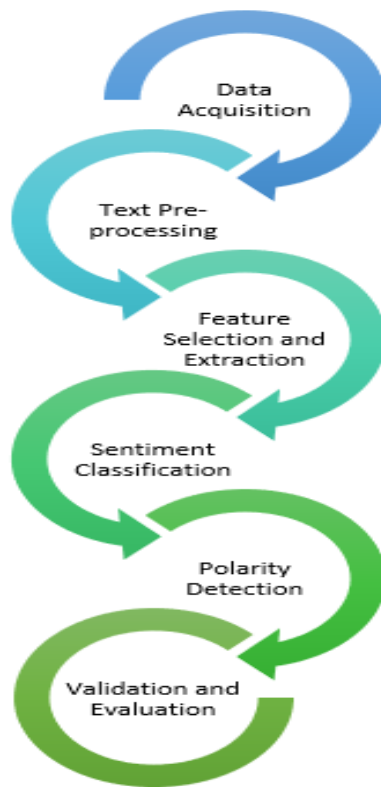 Data
Acquisition
Text Pre-
processing
Feature
Selection and
Extraction
Sentiment
Classification
Polarity
Detection
Validation and
Evaluation